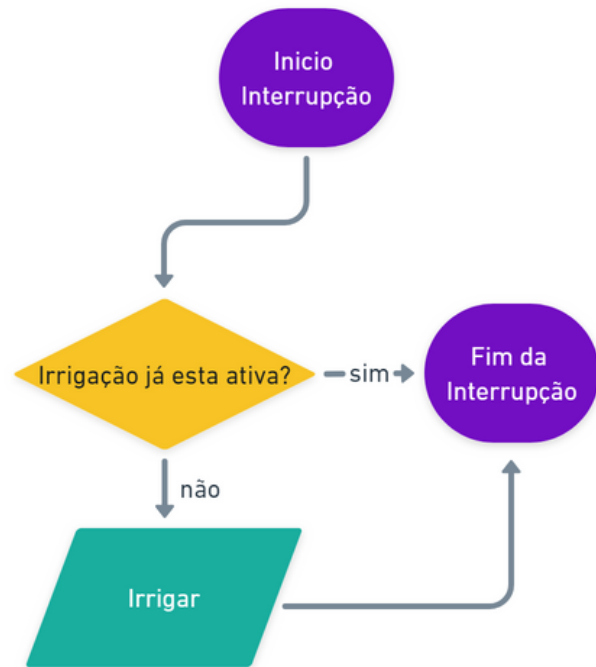 Inicio
Interrupção
Irrigação já esta ativa?
sim
Fim da
Interrupção
não
Irrigar